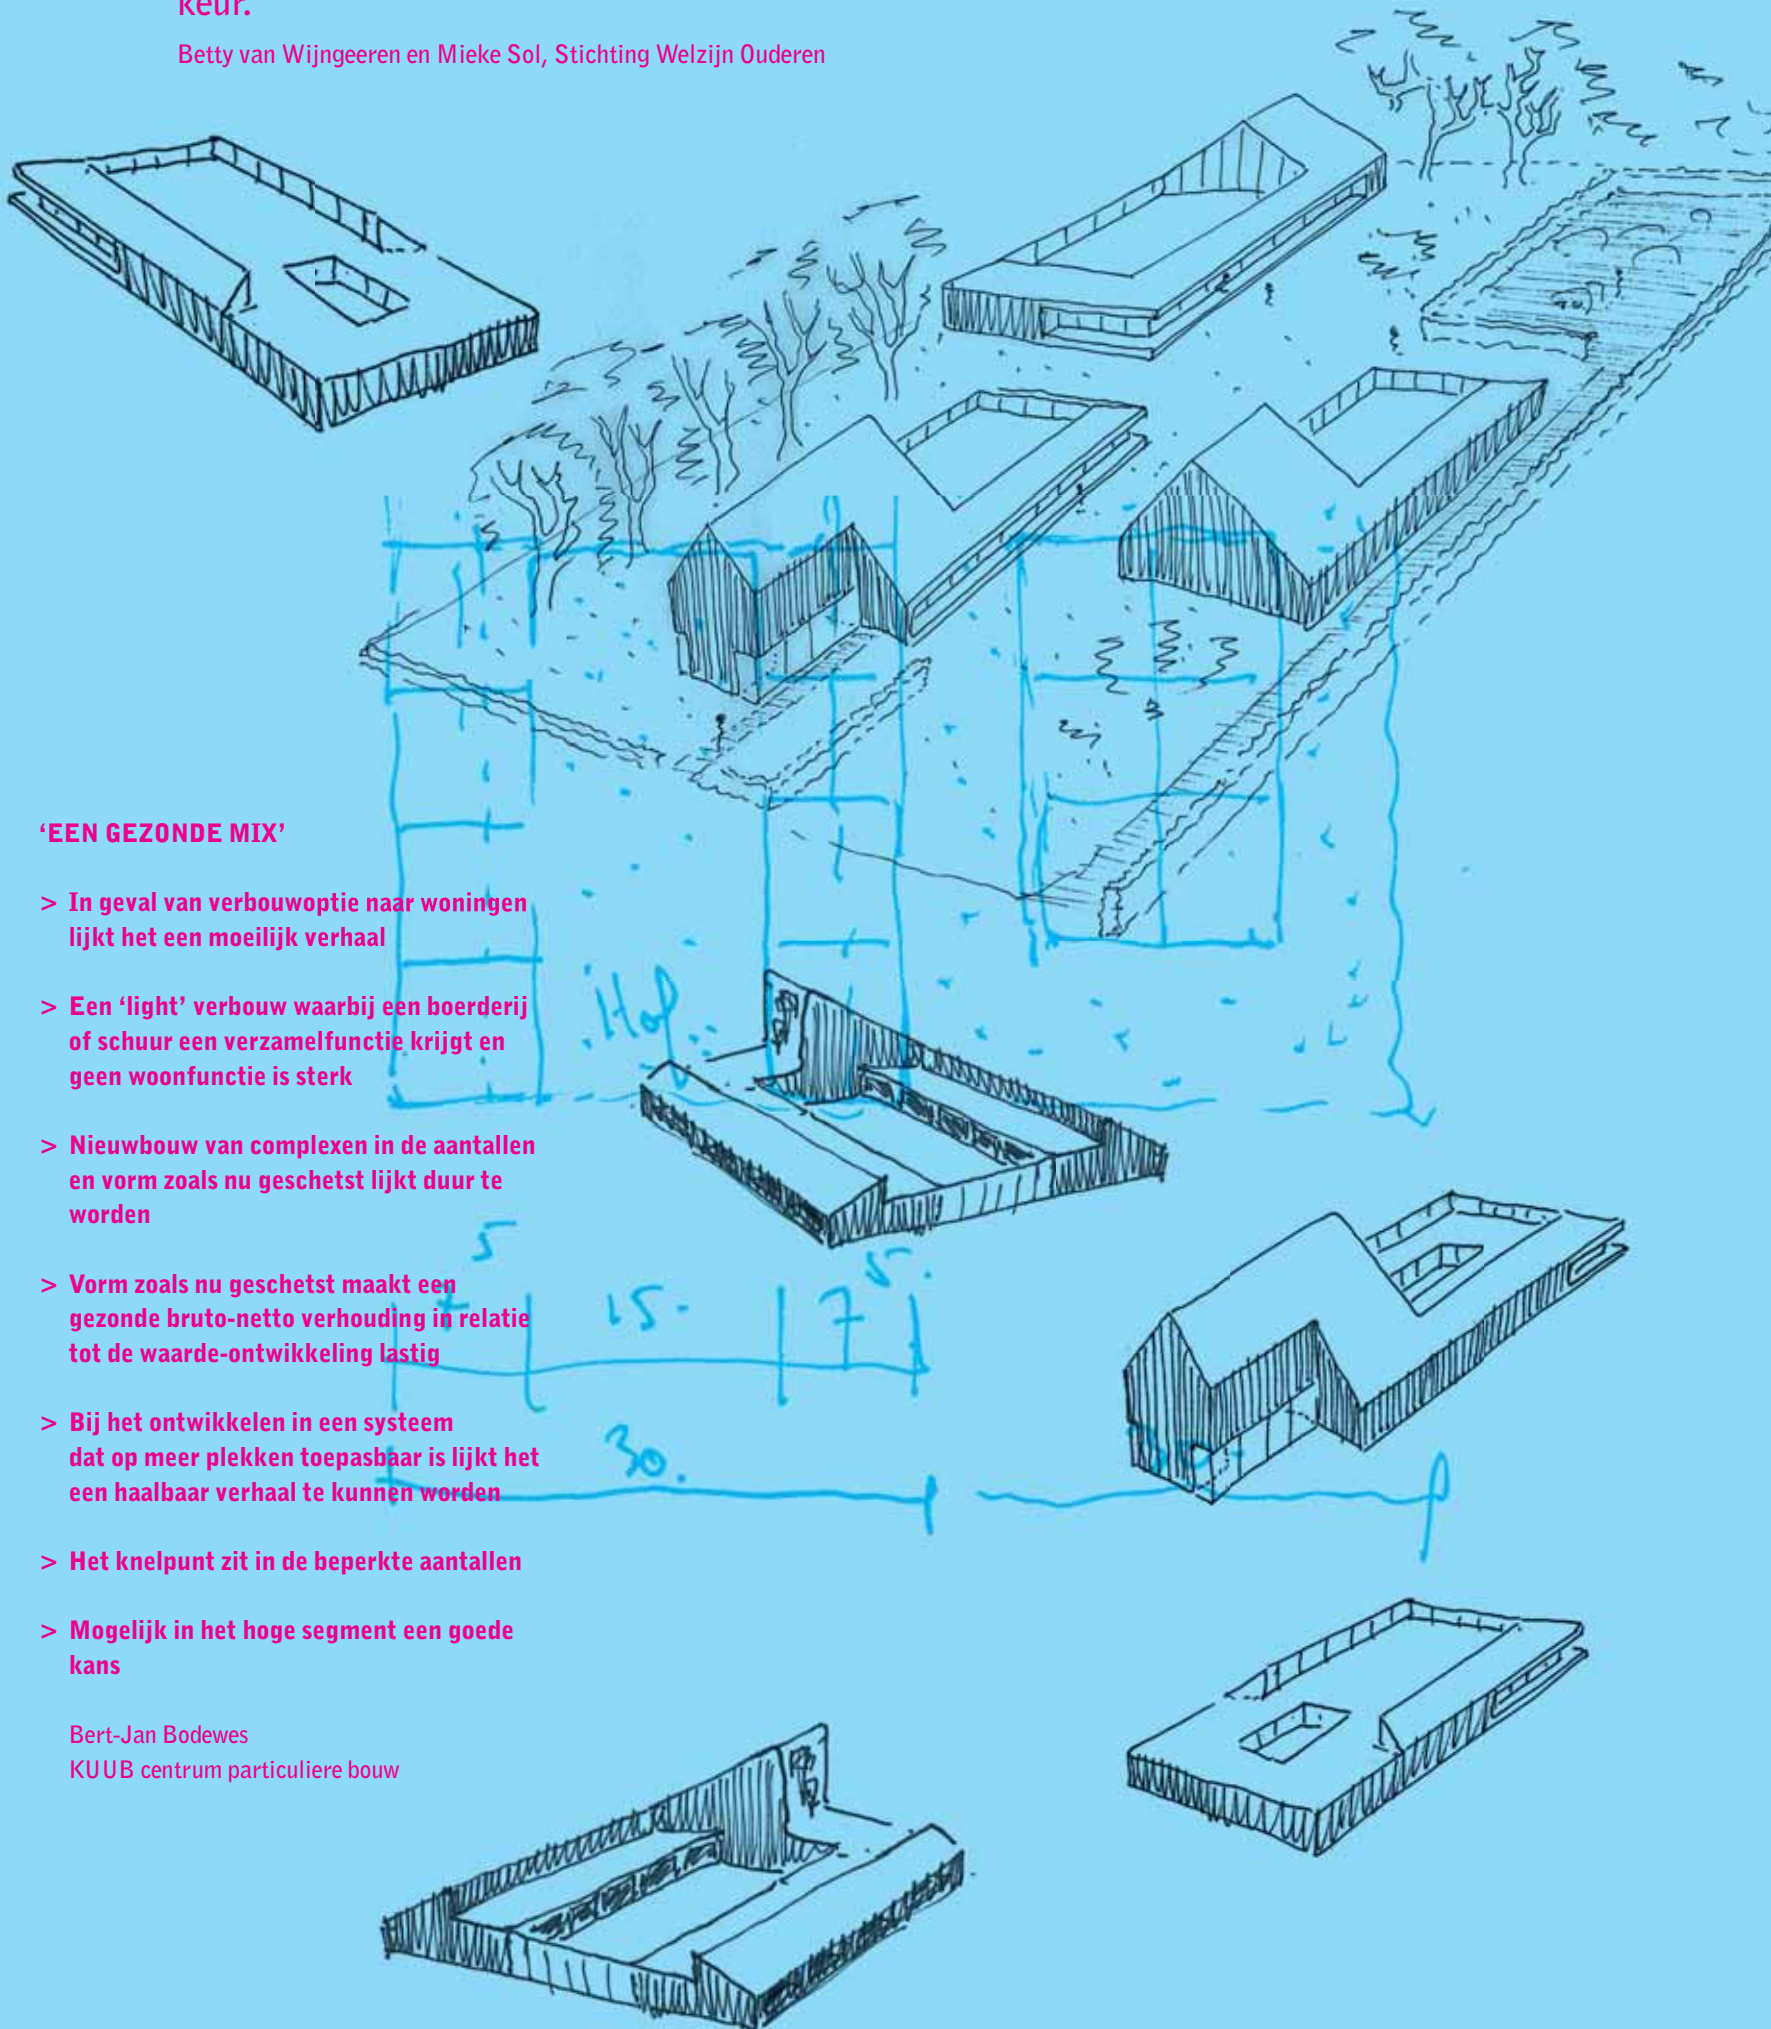 keur.
Betty van Wijngeeren en Mieke Sol, Stichting Welzijn Ouderen
‘EEN GEZONDE MIX’
> In geval van verbouwoptie naar woningen
lijkt het een moeilijk verhaal
> Een ‘light’ verbouw waarbij een boerderij
of schuur een verzamelfunctie krijgt en
geen woonfunctie is sterk
> Nieuwbouw van complexen in de aantallen
en vorm zoals nu geschetst lijkt duur te
worden
> Vorm zoals nu geschetst maakt een
gezonde bruto-netto verhouding in relatie
tot de waarde-ontwikkeling lastig
> Bij het ontwikkelen in een systeem
dat op meer plekken toepasbaar is lijkt het
een haalbaar verhaal te kunnen worden
> Het knelpunt zit in de beperkte aantallen
> Mogelijk in het hoge segment een goede
kans
Bert-Jan Bodewes
KUUB centrum particuliere bouw
Hof
7 5 15. 7 5.
30.